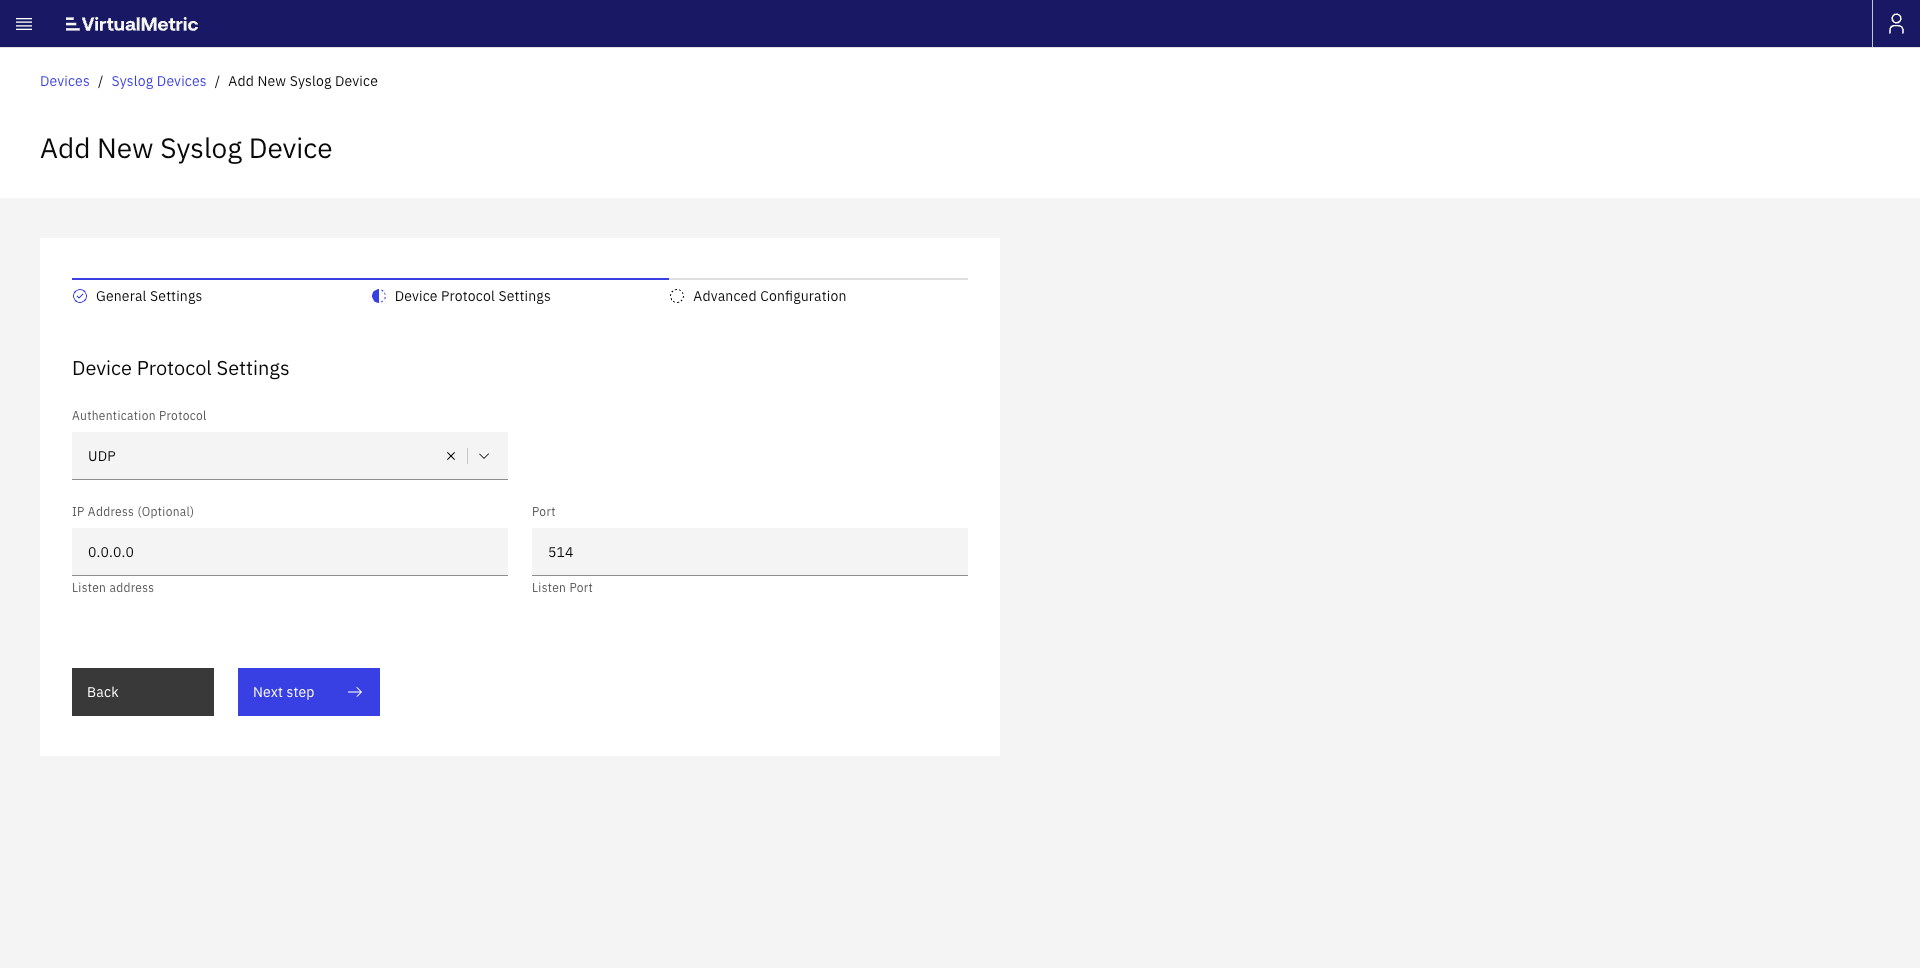 VirtualMetric
Devices / Syslog Devices / Add New Syslog Device
Add New Syslog Device
General Settings
Device Protocol Settings
Advanced Configuration
Device Protocol Settings
Authentication Protocol
UDP
IP Address (Optional)
Port
0.0.0.0
514
Listen address
Listen Port
Back
Next step